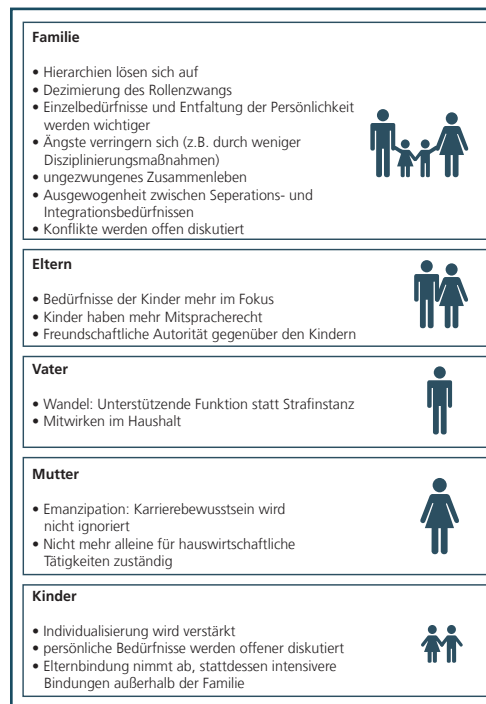 Familie
• Hierarchien lösen sich auf
• Dezimierung des Rollenzwangs
• Einzelbedürfnisse und Entfaltung der Persönlichkeit
werden wichtiger
• Ängste verringern sich (z.B. durch weniger
Disziplinierungsmaßnahmen)
• ungezwungenes Zusammenleben
• Ausgewogenheit zwischen Seperations- und
Integrationsbedürfnissen
• Konflikte werden offen diskutiert
Eltern
• Bedürfnisse der Kinder mehr im Fokus
• Kinder haben mehr Mitspracherecht
• Freundschaftliche Autorität gegenüber den Kindern
Vater
• Wandel: Unterstützende Funktion statt Strafinstanz
• Mitwirken im Haushalt
Mutter
• Emanzipation: Karrierebewusstsein wird
nicht ignoriert
• Nicht mehr alleine für hauswirtschaftliche
Tätigkeiten zuständig
Kinder
• Individualisierung wird verstärkt
• persönliche Bedürfnisse werden offener diskutiert
• Elternbindung nimmt ab, stattdessen intensivere
Bindungen außerhalb der Familie